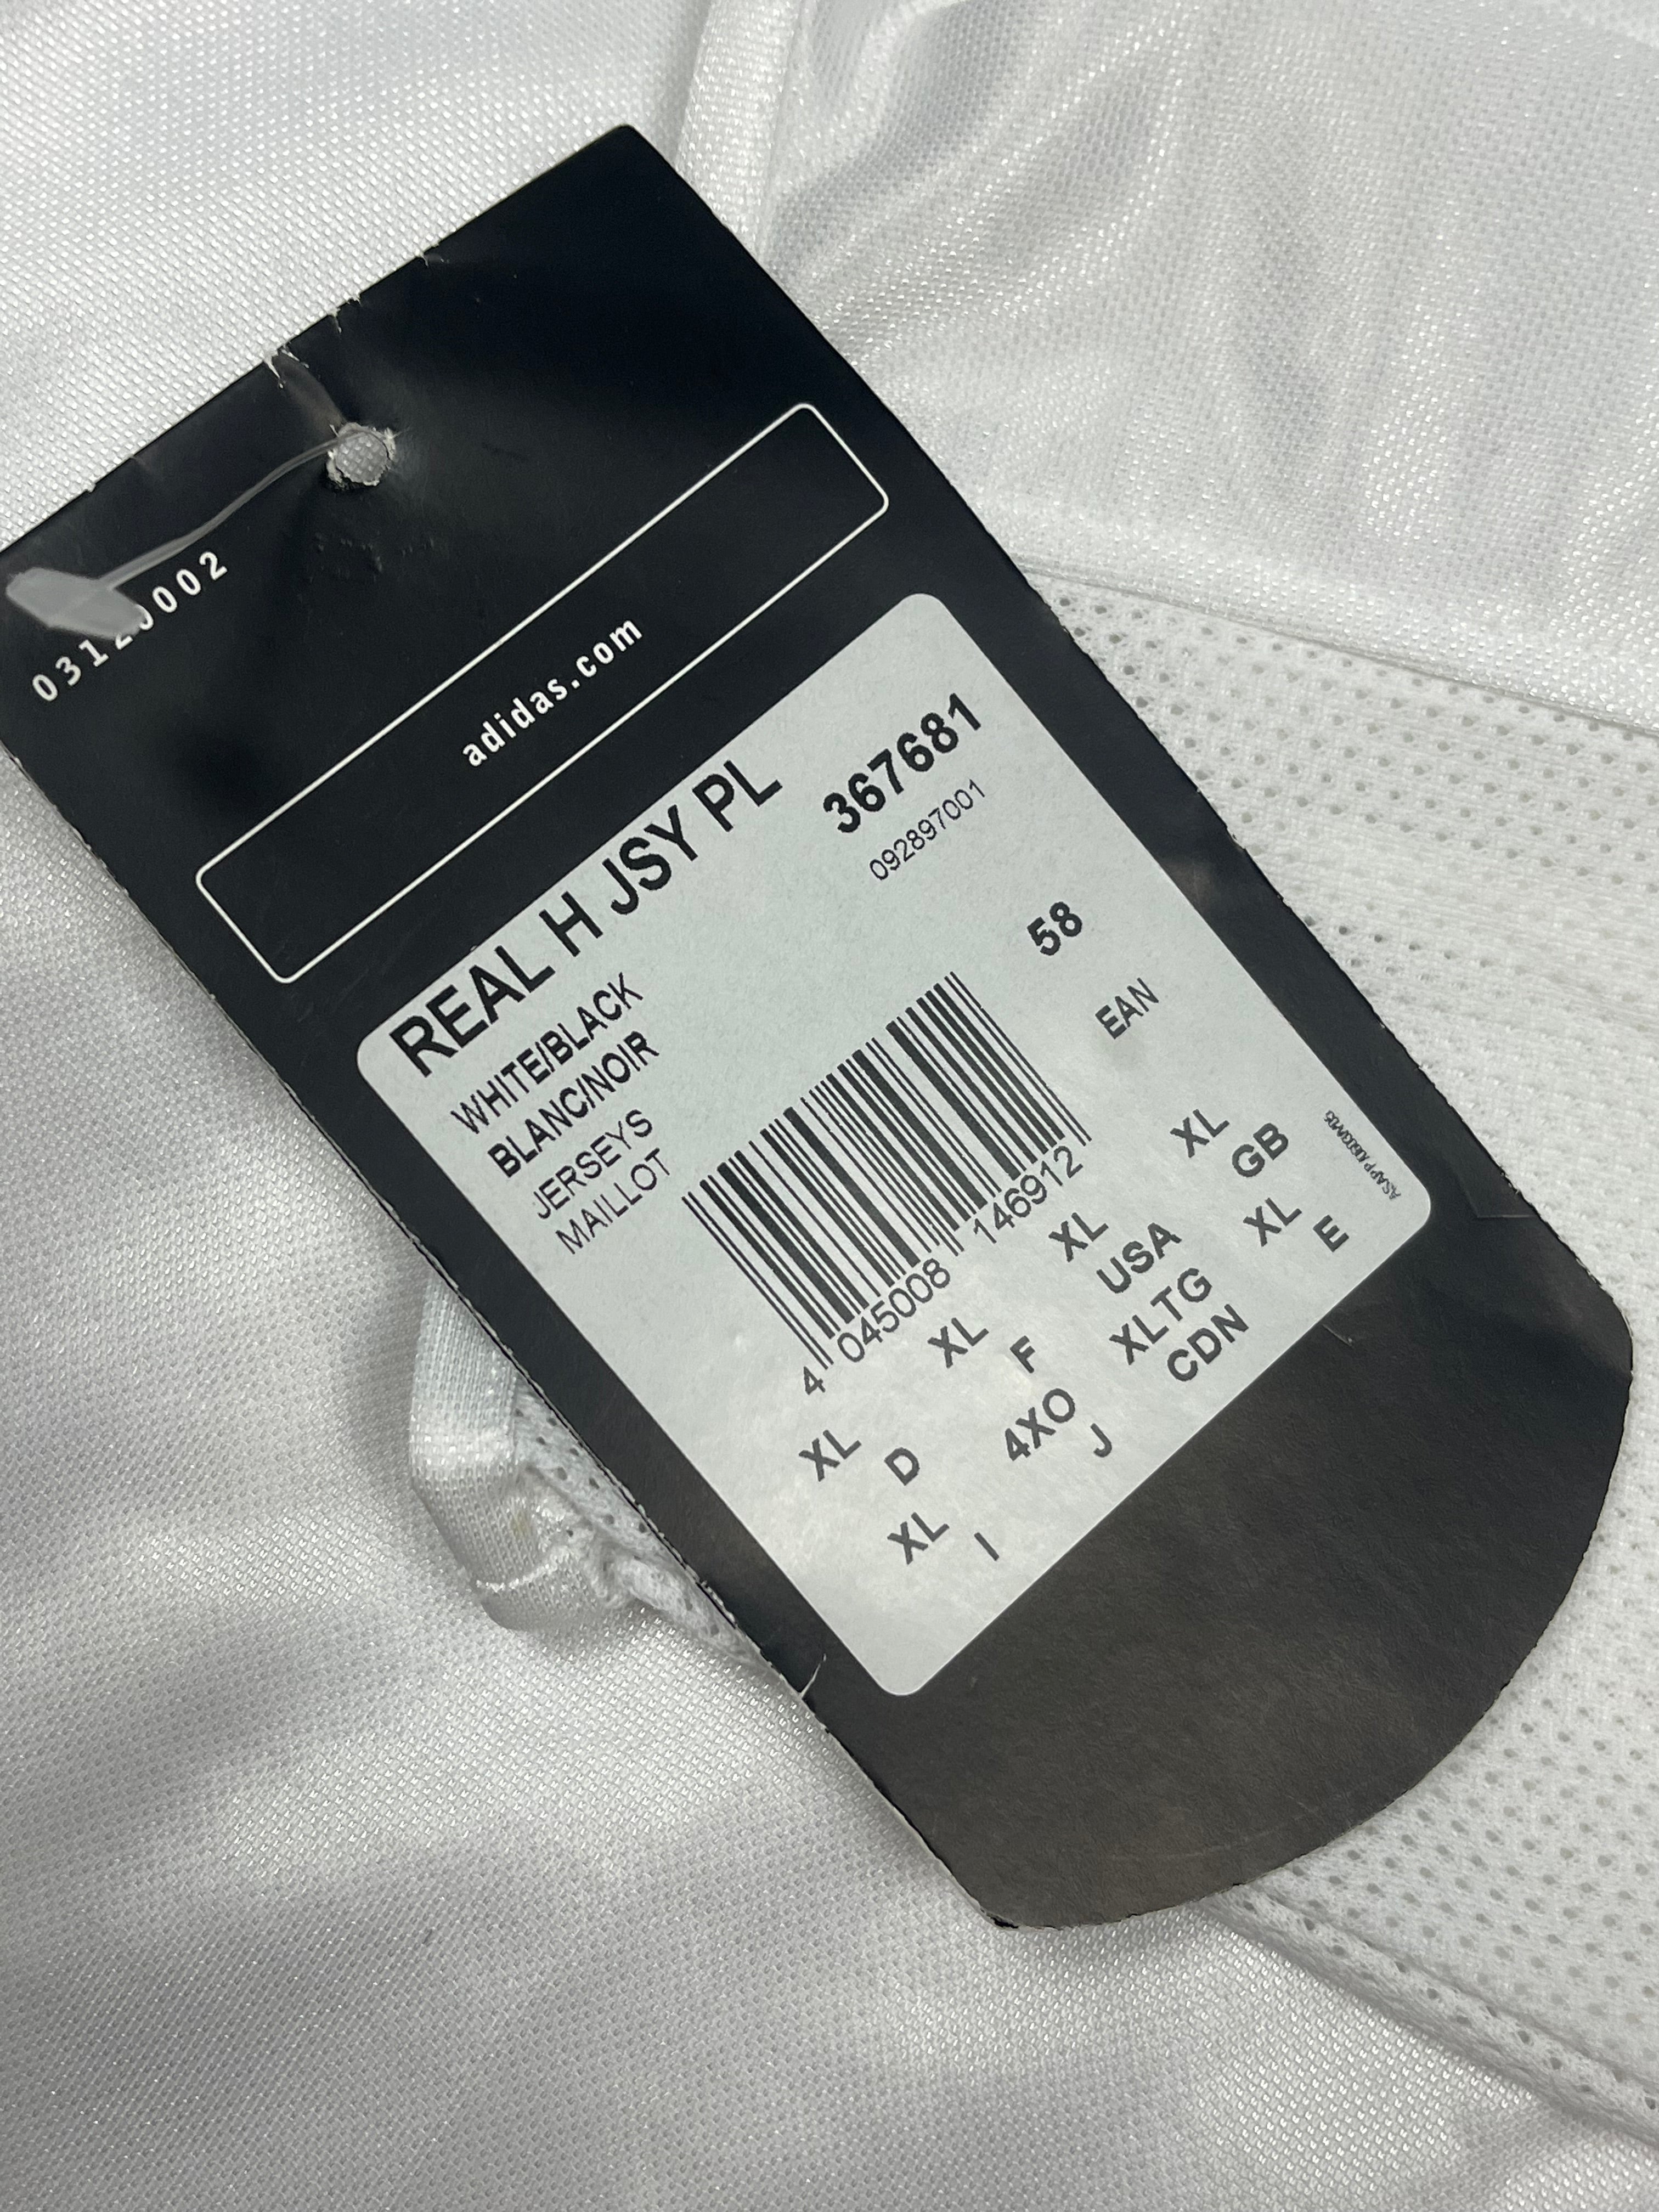 03120002
adidas.com
REAL H JSY PL 367681
092897001
WHITE/BLACK
BLANC/NOIR
JERSEYS
MAILLOT
58
EAN
4 045008 146912
XL D XL F XL USA XL GB
XL I 4XO J XLTG CDN XL E